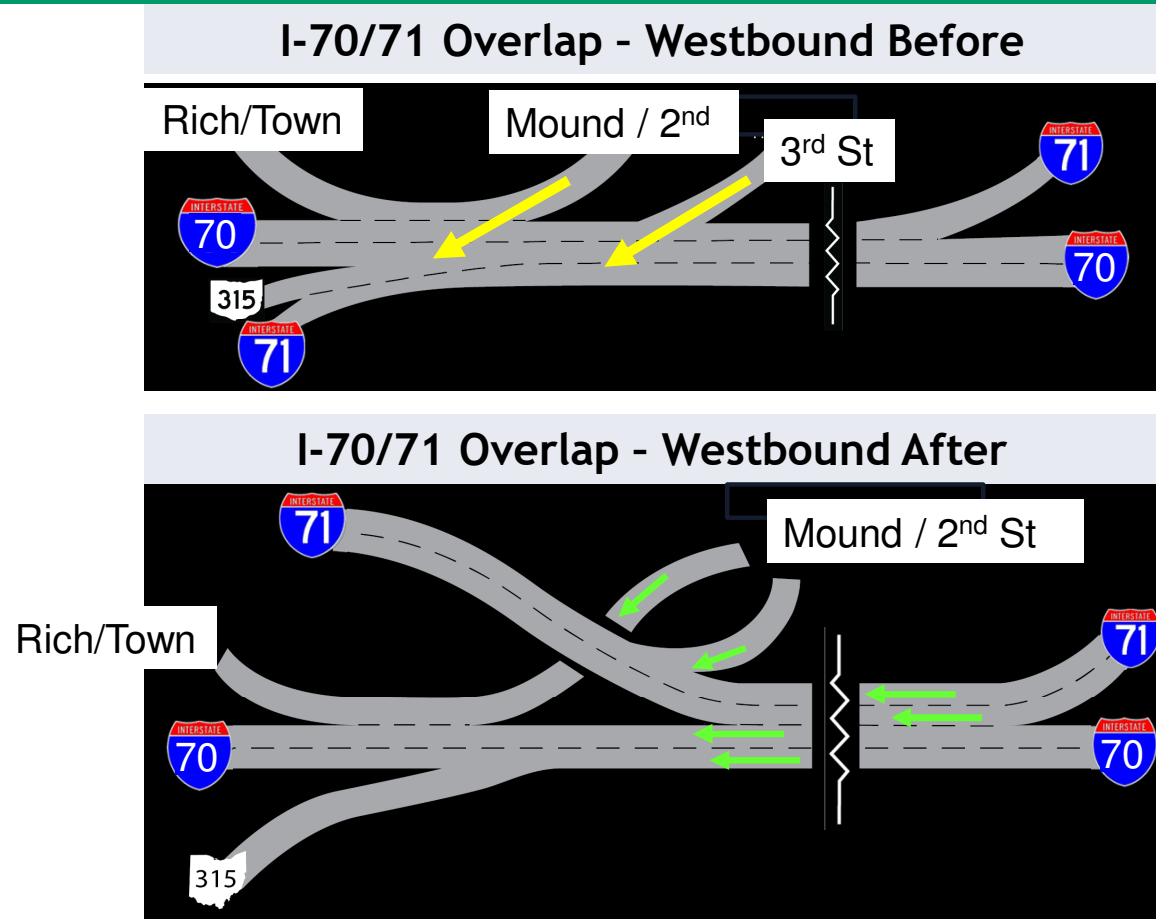 I-70/71 Overlap – Westbound Before
Rich/Town
Mound / 2nd
3rd St
INTERSTATE
71
INTERSTATE
70
INTERSTATE
70
315
INTERSTATE
71
I-70/71 Overlap – Westbound After
INTERSTATE
71
Mound / 2nd St
Rich/Town
INTERSTATE
71
INTERSTATE
70
INTERSTATE
70
315